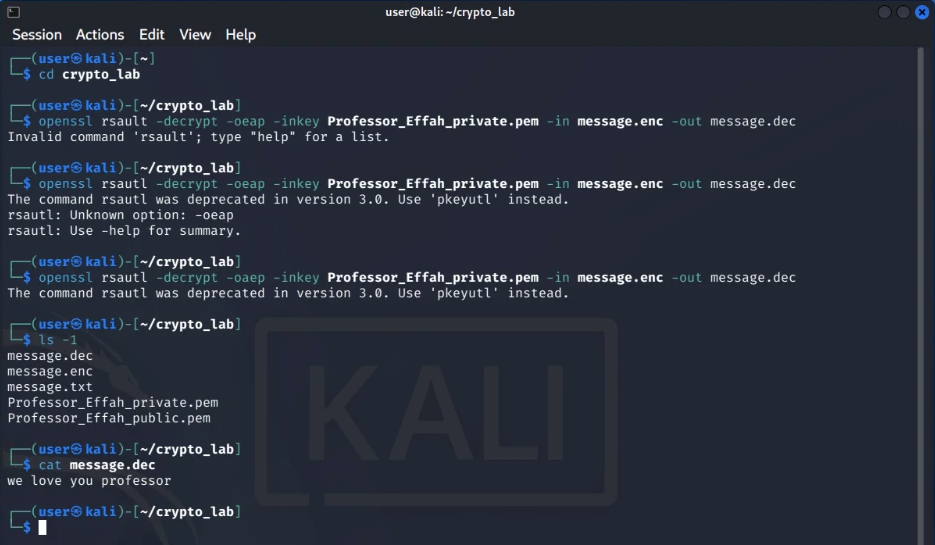 user@kali: ~/crypto_lab
Session Actions Edit View Help
┌──(user㉿kali)-[~]
└─$ cd crypto_lab
┌──(user㉿kali)-[~/crypto_lab]
└─$ openssl rsault -decrypt -oeap -inkey Professor_Effah_private.pem -in message.enc -out message.dec
Invalid command 'rsault'; type "help" for a list.
┌──(user㉿kali)-[~/crypto_lab]
└─$ openssl rsautl -decrypt -oeap -inkey Professor_Effah_private.pem -in message.enc -out message.dec
The command rsautl was deprecated in version 3.0. Use 'pkeyutl' instead.
rsautl: Unknown option: -oeap
rsautl: Use -help for summary.
┌──(user㉿kali)-[~/crypto_lab]
└─$ openssl rsautl -decrypt -oaep -inkey Professor_Effah_private.pem -in message.enc -out message.dec
The command rsautl was deprecated in version 3.0. Use 'pkeyutl' instead.
┌──(user㉿kali)-[~/crypto_lab]
└─$ ls -1
message.dec
message.enc
message.txt
Professor_Effah_private.pem
Professor_Effah_public.pem
┌──(user㉿kali)-[~/crypto_lab]
└─$ cat message.dec
we love you professor
┌──(user㉿kali)-[~/crypto_lab]
└─$
KALI